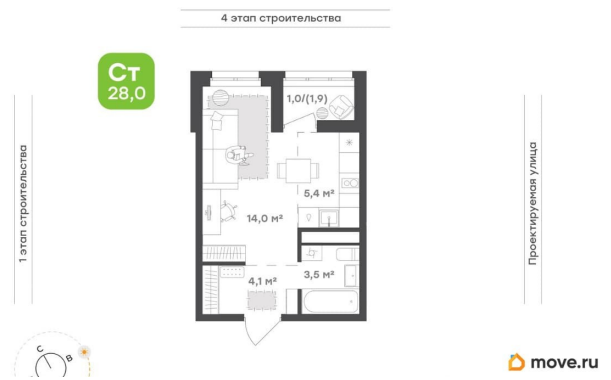 4 этап строительства
Ст
28,0
1,0/(1,9)
1 этап строительства
Проектируемая улица
5,4 м²
14,0 м²
4,1 м²
3,5 м²
С
В
move.ru